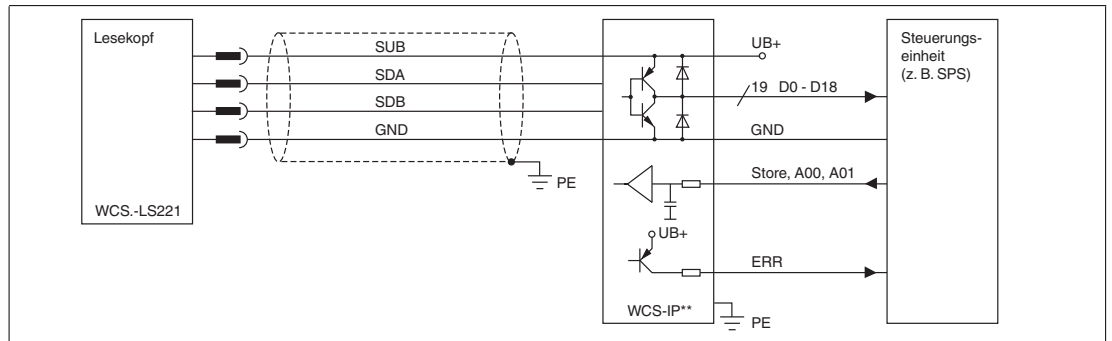 Lesekopf
WCS.-LS221
SUB
SDA
SDB
GND
PE
UB+
WCS-IP**
PE
UB+
19 D0 - D18
GND
Store, A00, A01
ERR
Steuerungs-
einheit
(z. B. SPS)